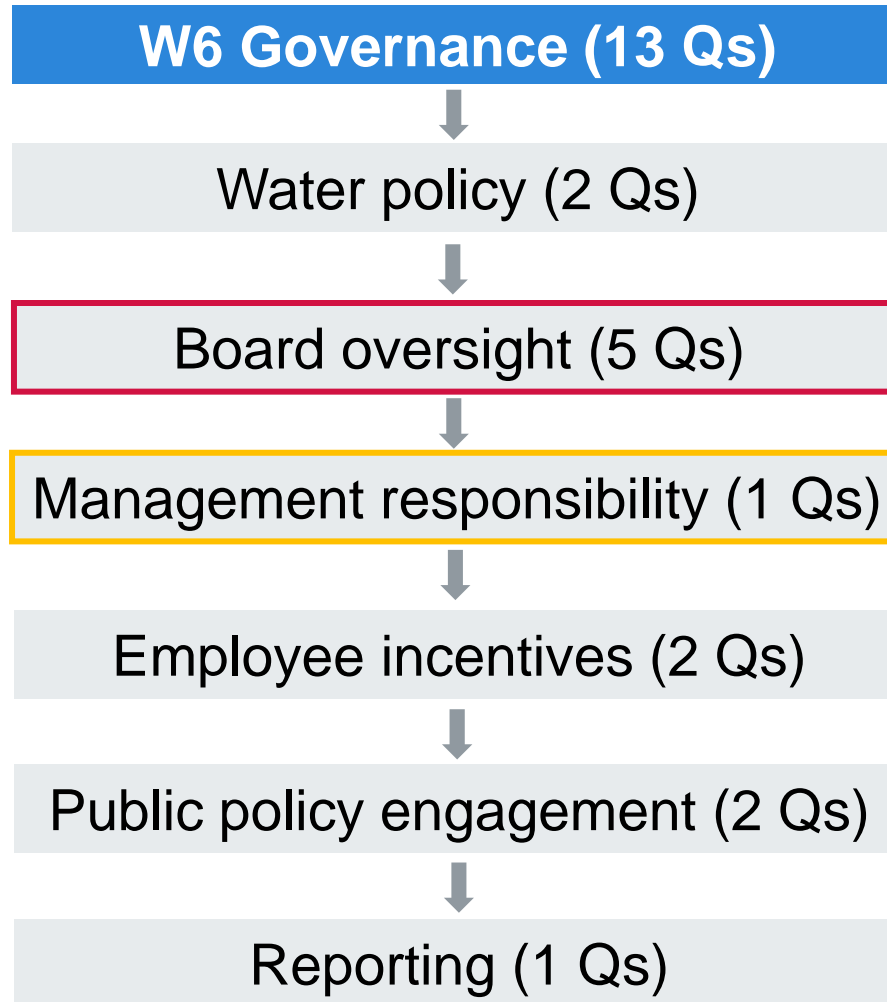 W6 Governance (13 Qs)
Water policy (2 Qs)
Board oversight (5 Qs)
Management responsibility (1 Qs)
Employee incentives (2 Qs)
Public policy engagement (2 Qs)
Reporting (1 Qs)